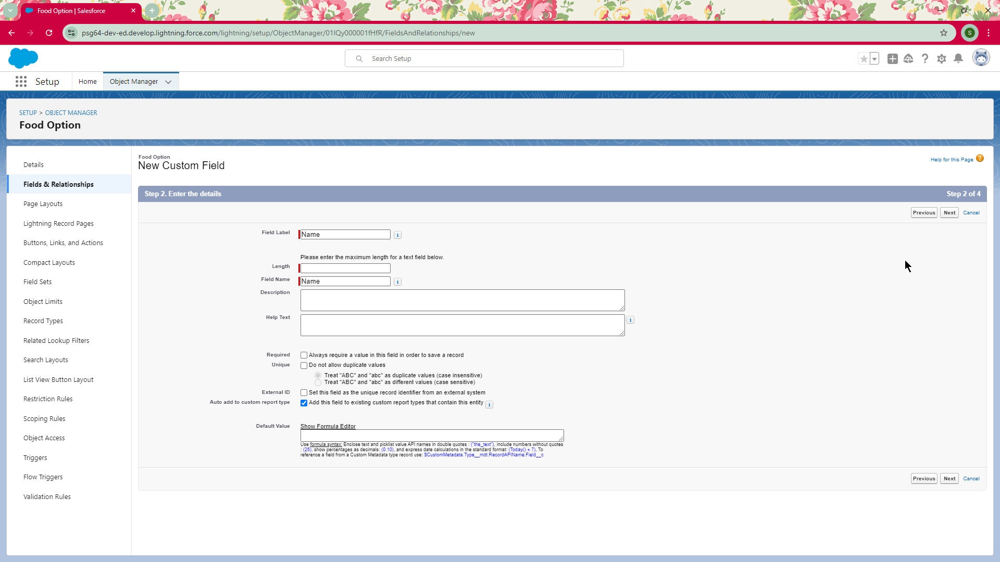 Food Option | Salesforce
psg64-dev-ed.develop.lightning.force.com/lightning/setup/ObjectManager/01IQy000001fHfR/FieldsAndRelationships/new
S
Search Setup
Setup
Home
Object Manager
SETUP > OBJECT MANAGER
Food Option
Details
Fields & Relationships
Page Layouts
Lightning Record Pages
Buttons, Links, and Actions
Compact Layouts
Field Sets
Object Limits
Record Types
Related Lookup Filters
Search Layouts
List View Button Layout
Restriction Rules
Scoping Rules
Object Access
Triggers
Flow Triggers
Validation Rules
Food Option
New Custom Field
Help for this Page
Step 2. Enter the details
Step 2 of 4
Previous Next Cancel
Field Label Name
Please enter the maximum length for a text field below.
Length
Field Name Name
Description
Help Text
Required Always require a value in this field in order to save a record
Unique Do not allow duplicate values
Treat "ABC" and "abc" as duplicate values (case insensitive)
Treat "ABC" and "abc" as different values (case sensitive)
External ID Set this field as the unique record identifier from an external system
Auto add to custom report type Add this field to existing custom report types that contain this entity
Default Value Show Formula Editor
Use formula syntax: Enclose text and picklist value API names in double quotes : ("the_text"), include numbers without quotes
: (25), show percentages as decimals: (0.10), and express date calculations in the standard format: (Today() + 7), To
reference a field from a Custom Metadata type record use: $CustomMetadata.Type__mdt.RecordAPIName.Field__c
Previous Next Cancel